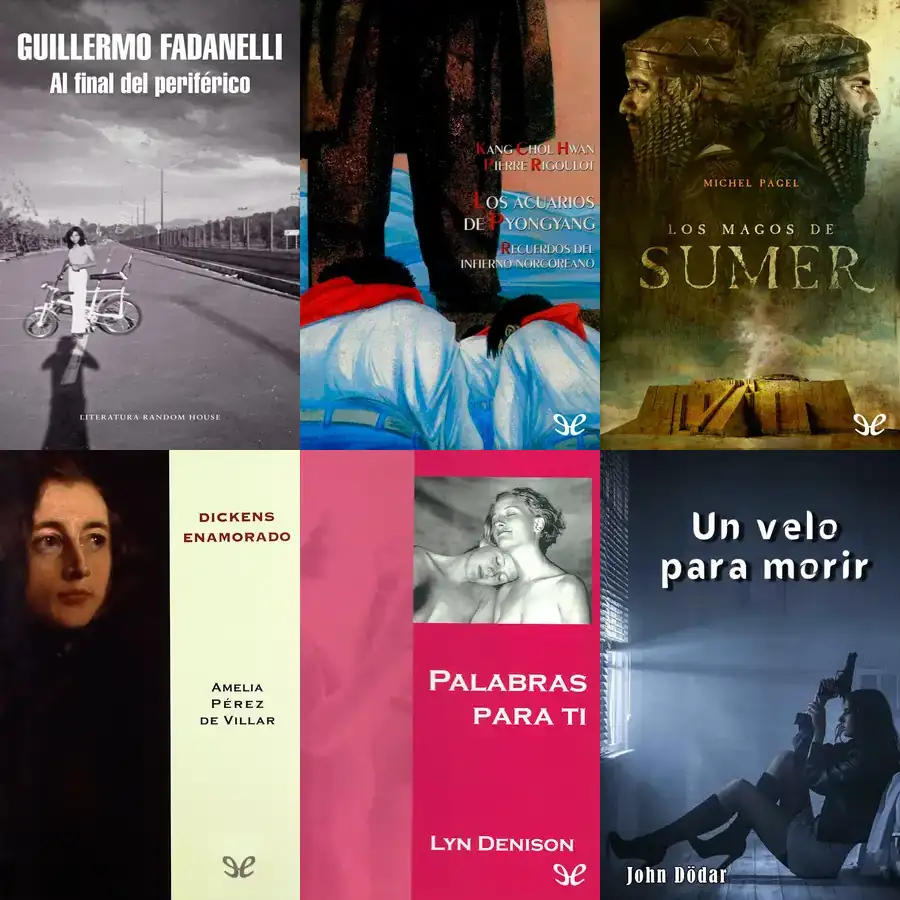 GUILLERMO FADANELLI
Al final del periférico
LITERATURA RANDOM HOUSE
KANG CHOL HWAN
PIERRE RIGOULOT
LOS ACUARIOS
DE PYONGYANG
RECUERDOS DEL
INFIERNO NORCOREANO
MICHEL PAGEL
LOS MAGOS DE
SUMER
DICKENS
ENAMORADO
AMELIA
PÉREZ
DE VILLAR
PALABRAS
PARA TI
LYN DENISON
Un velo
para morir
John Dödar